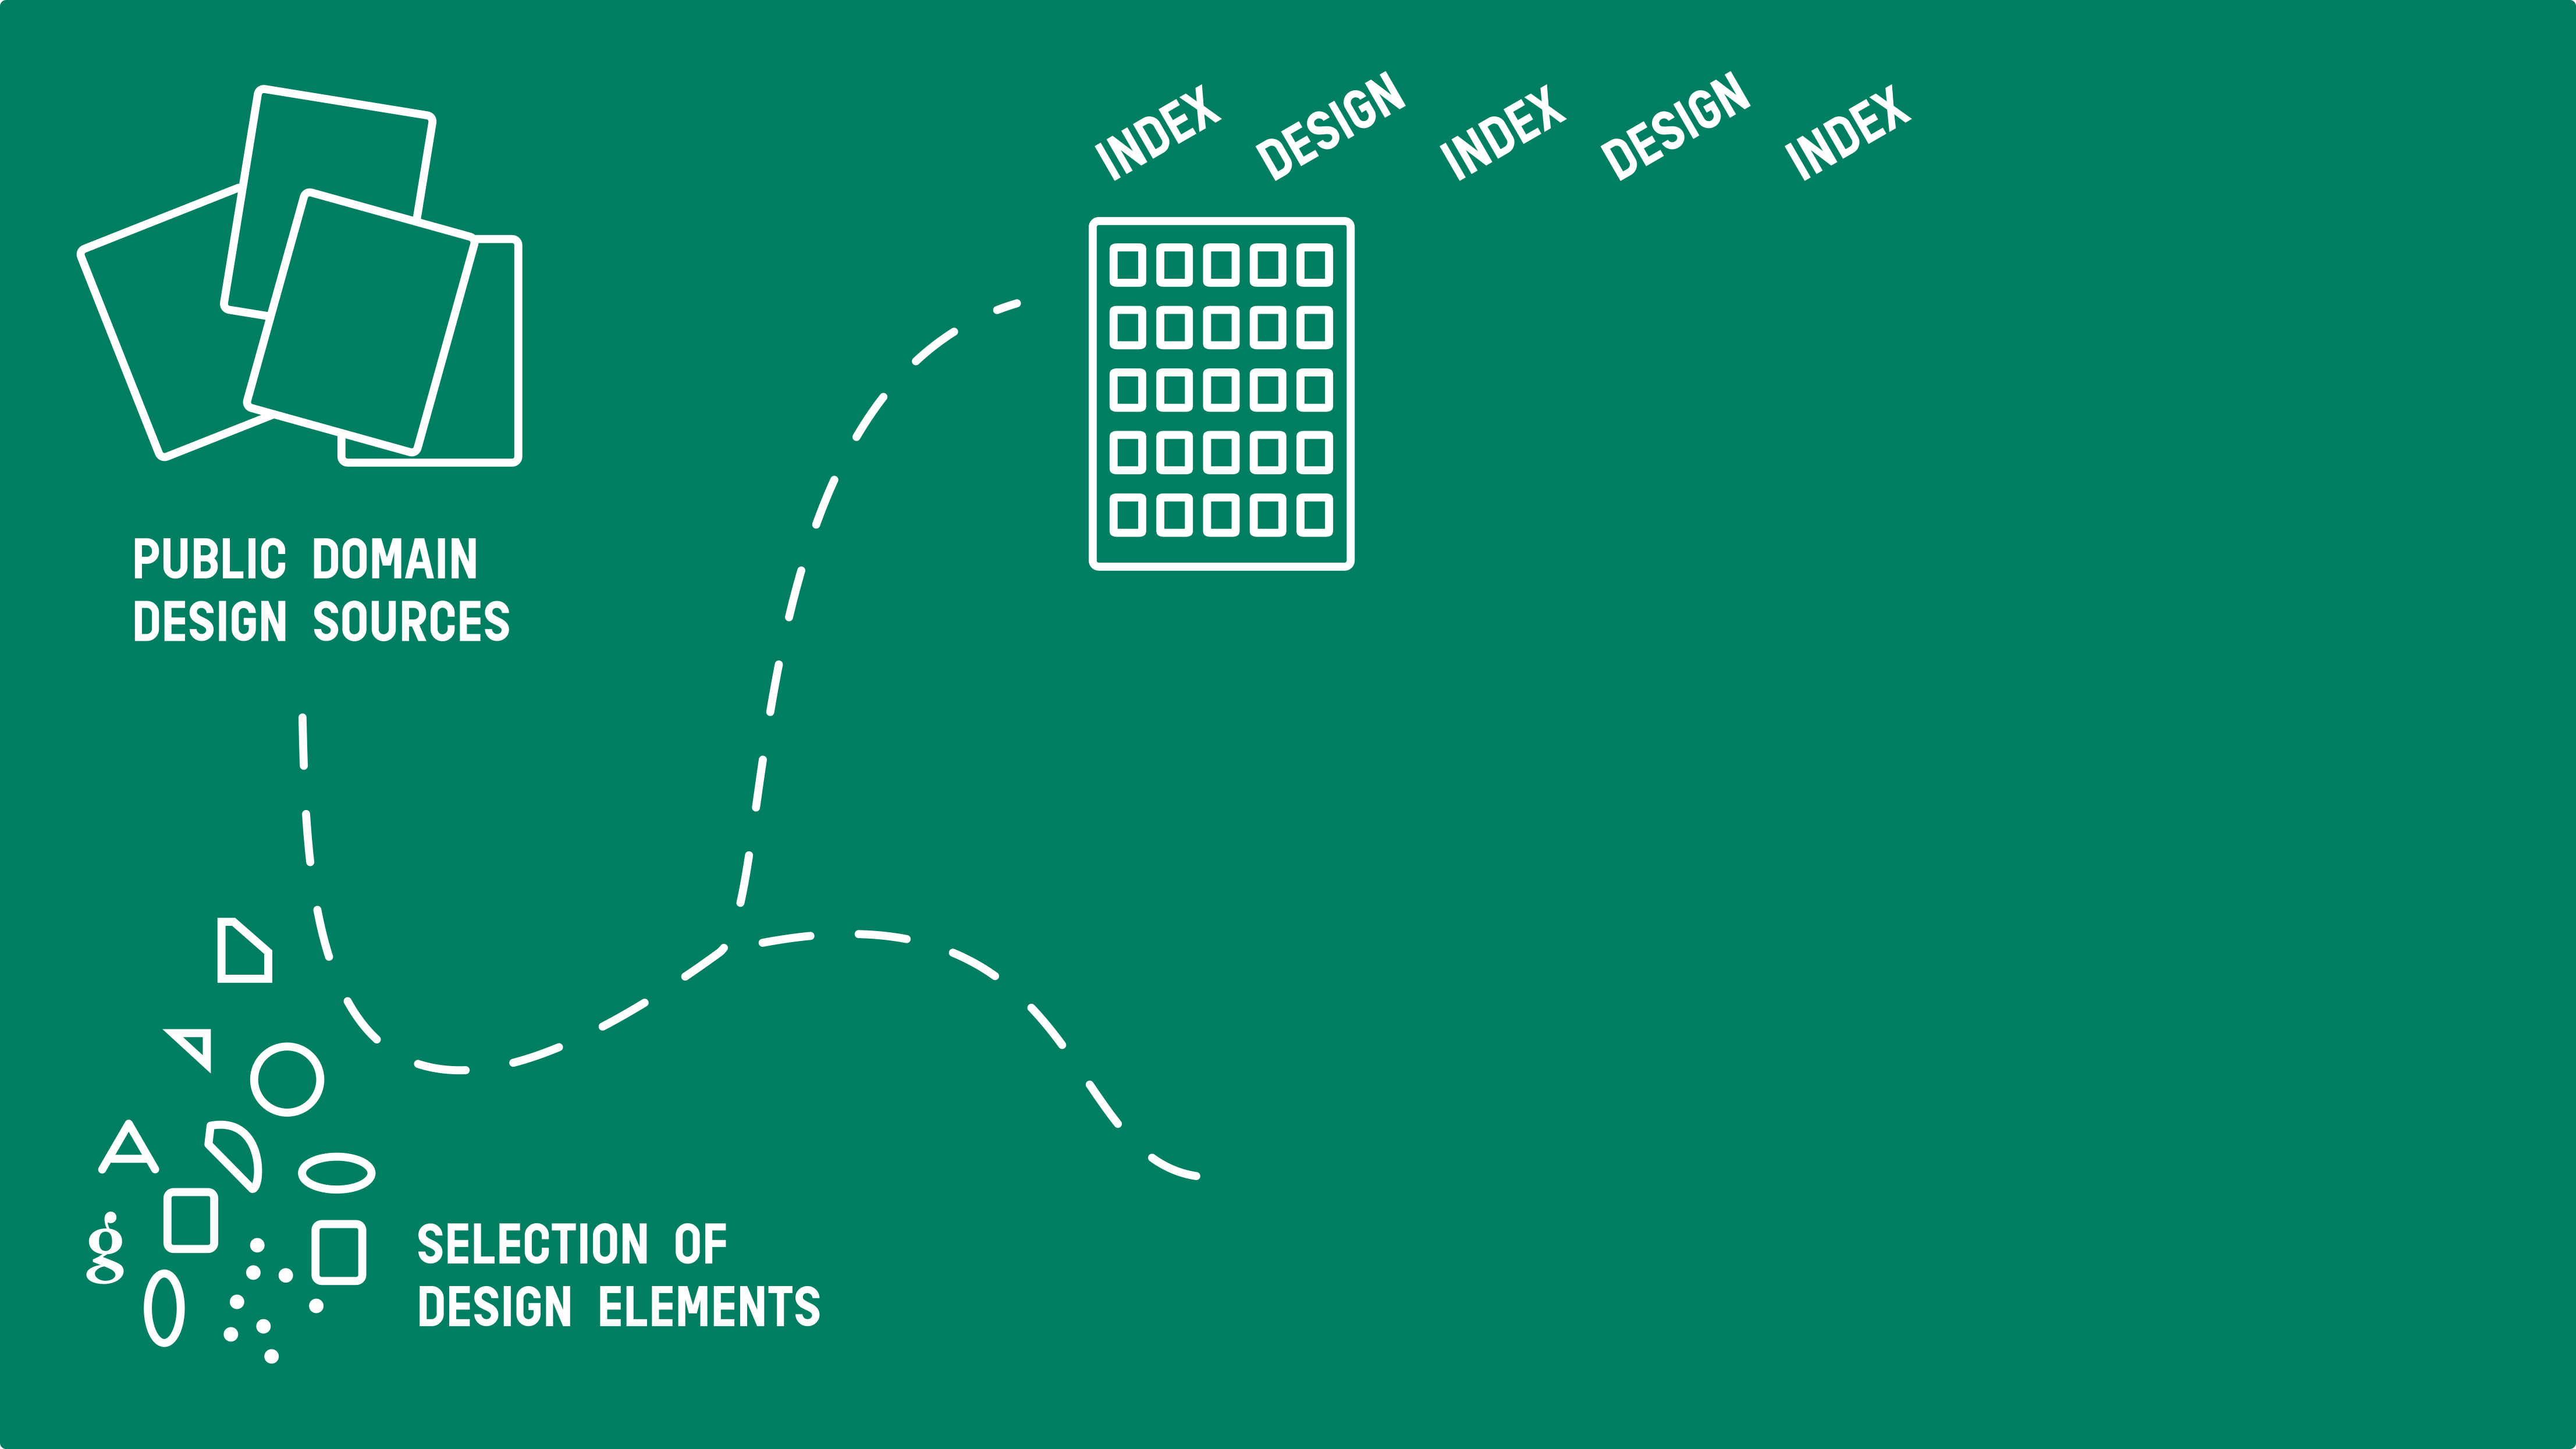 INDEX DESIGN INDEX DESIGN INDEX
PUBLIC DOMAIN
DESIGN SOURCES
A
g
SELECTION OF
DESIGN ELEMENTS